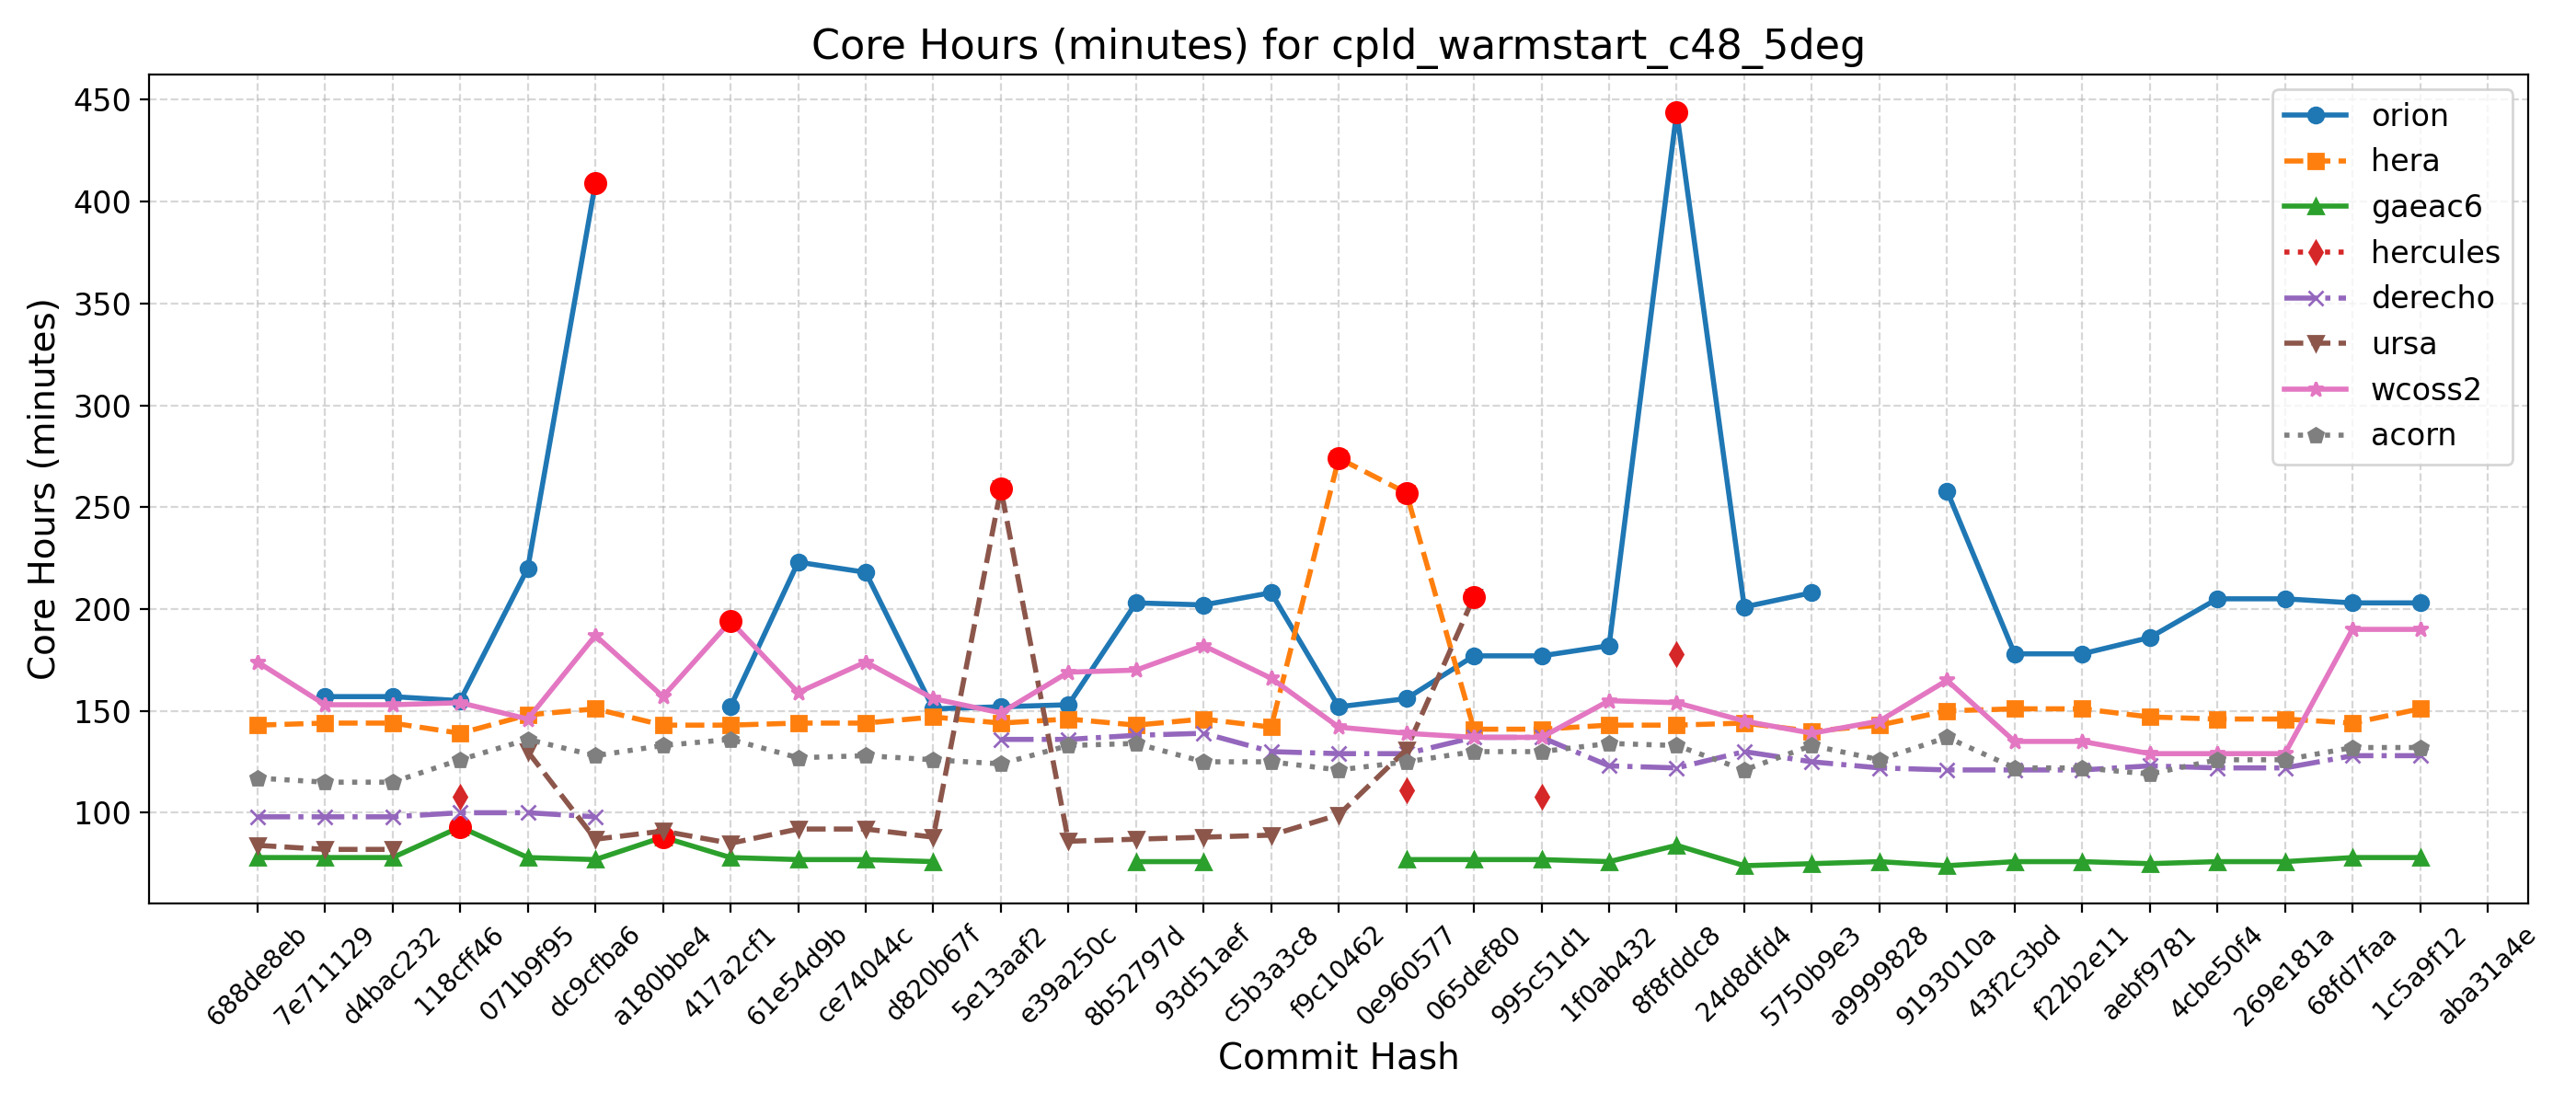 Core Hours (minutes) for cpld_warmstart_c48_5deg
Core Hours (minutes)
450
400
350
300
250
200
150
100
orion
hera
gaeac6
hercules
derecho
ursa
wcoss2
acorn
688de8eb
7e711129
d4bac232
118cff46
071b9f95
dc9cfba6
a180bbe4
417a2cf1
61e54d9b
ce74044c
d820b67f
5e13aaf2
e39a250c
8b52797d
93d51aef
c5b3a3c8
f9c10462
0e960577
065def80
995c51d1
1f0ab432
8f8fddc8
24d8dfd4
5750b9e3
a9999828
9193010a
43f2c3bd
f22b2e11
aebf9781
4cbe50f4
269e181a
68fd7faa
1c5a9f12
aba31a4e
Commit Hash